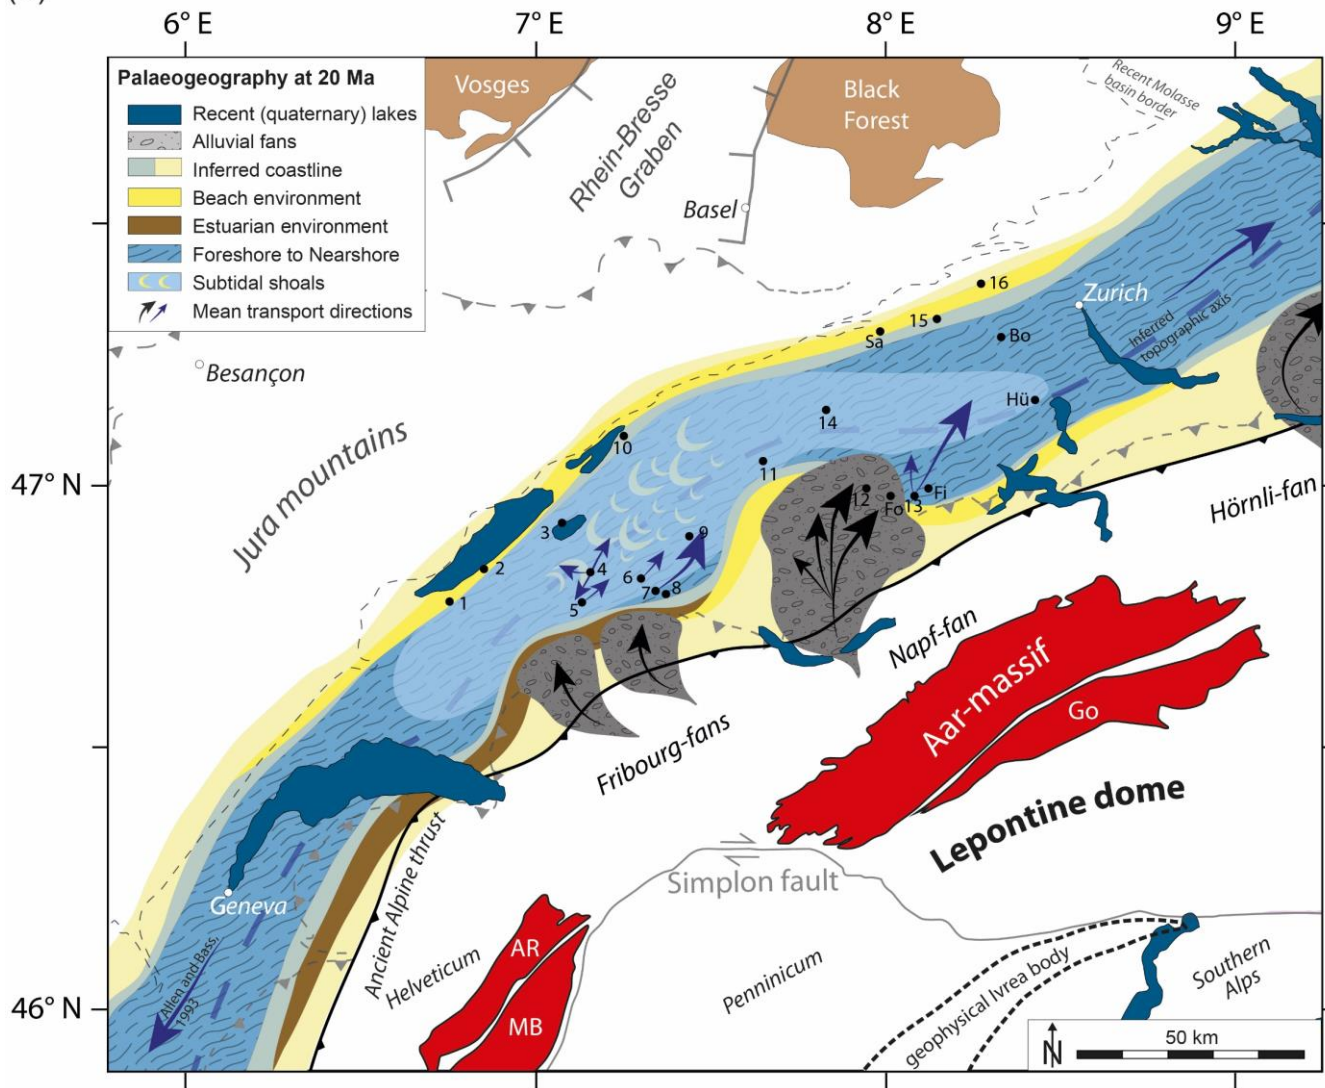 6° E
7° E
8° E
9° E
Palaeogeography at 20 Ma
Recent (quaternary) lakes
Alluvial fans
Inferred coastline
Beach environment
Estuarian environment
Foreshore to Nearshore
Subtidal shoals
Mean transport directions
Vosges
Rhein-Bresse
Graben
Black
Forest
Recent Molasse
basin border
Basel
Besançon
Jura mountains
47° N
46° N
16
15
Sa
Bo
Zurich
Inferred
topographic axis
Hü
14
10
11
12
Fo
13
Fi
3
9
2
4
6
1
5
7
8
Hörnli-fan
Napf-fan
Fribourg-fans
Aar-massif
Go
Lepontine dome
Simplon fault
Geneva
Allen and Bass,
1993
Ancient Alpine thrust
Helveticum
AR
MB
Penninicum
geophysical Ivrea body
Southern
Alps
N
50 km